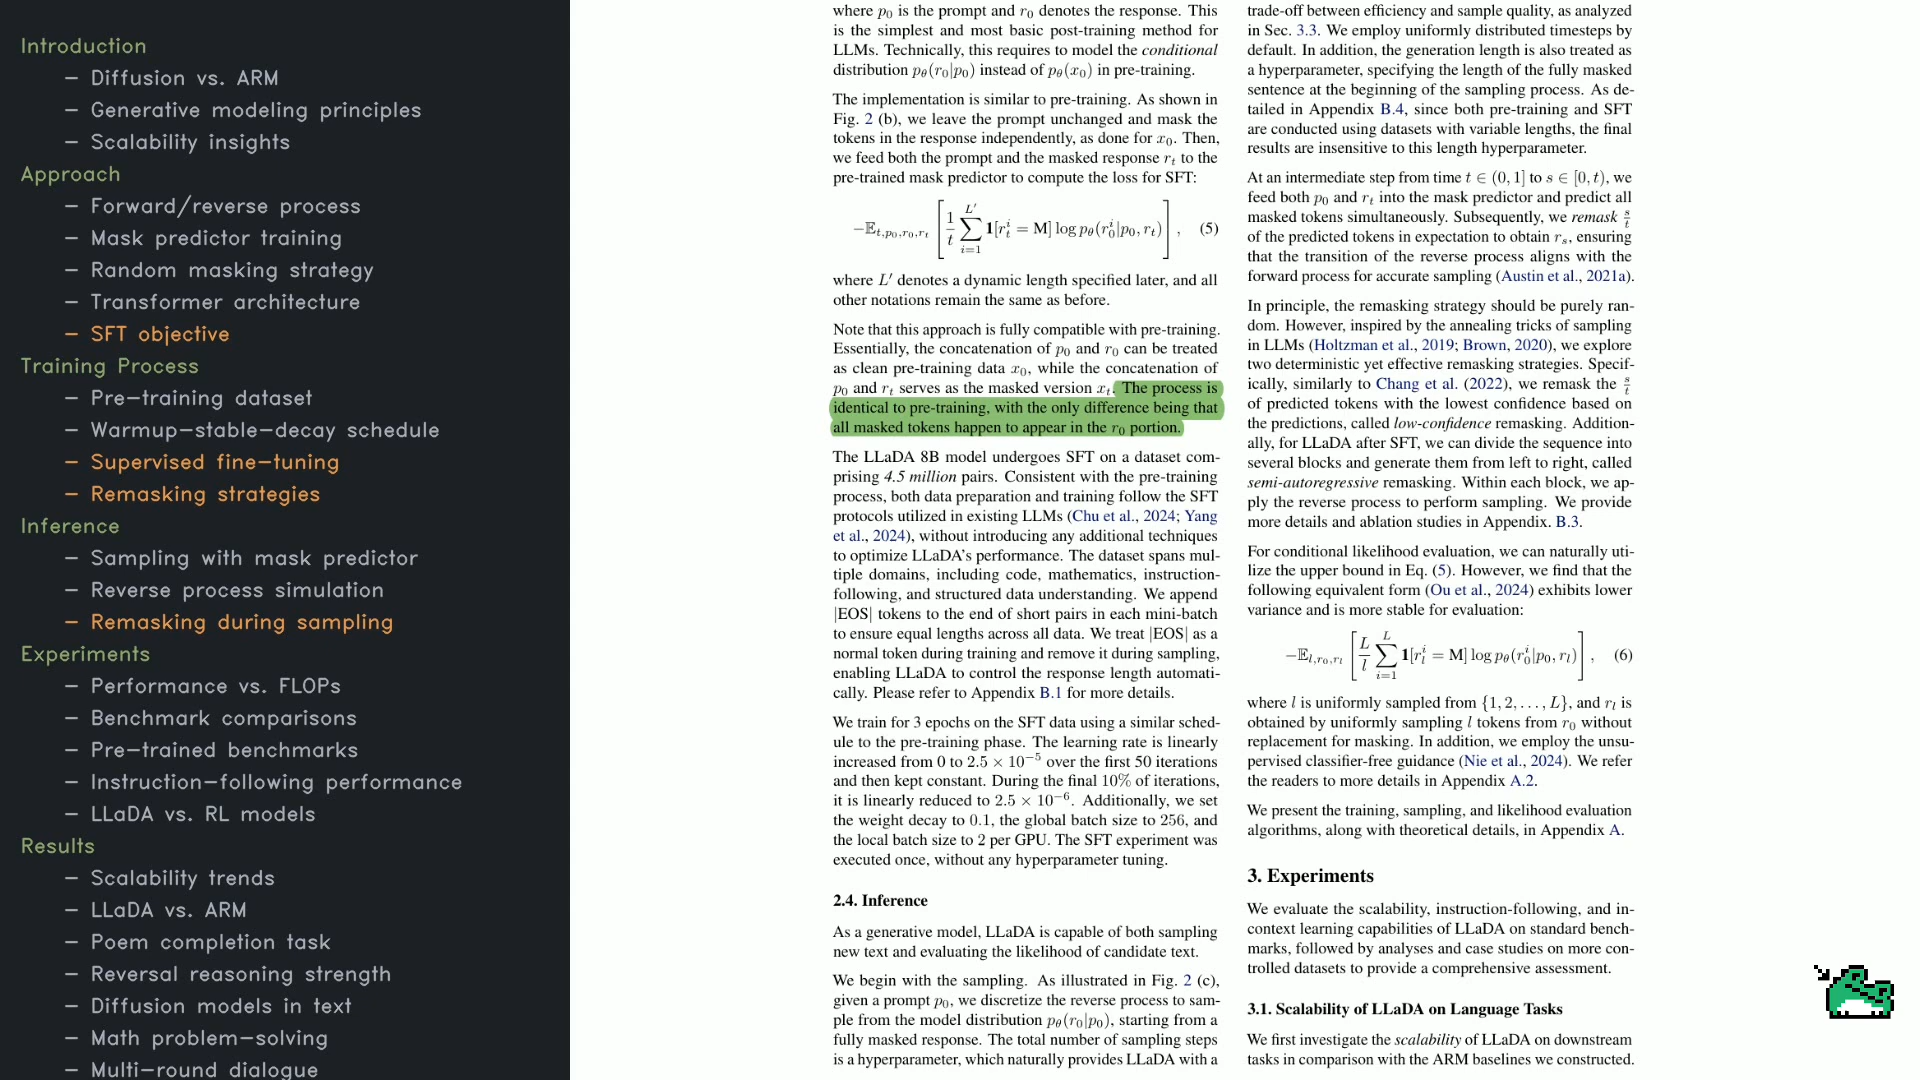 Introduction
– Diffusion vs. ARM
– Generative modeling principles
– Scalability insights
Approach
– Forward/reverse process
– Mask predictor training
– Random masking strategy
– Transformer architecture
– SFT objective
Training Process
– Pre-training dataset
– Warmup-stable-decay schedule
– Supervised fine-tuning
– Remasking strategies
Inference
– Sampling with mask predictor
– Reverse process simulation
– Remasking during sampling
Experiments
– Performance vs. FLOPs
– Benchmark comparisons
– Pre-trained benchmarks
– Instruction-following performance
– LLaDA vs. RL models
Results
– Scalability trends
– LLaDA vs. ARM
– Poem completion task
– Reversal reasoning strength
– Diffusion models in text
– Math problem-solving
– Multi-round dialogue
where p₀ is the prompt and r₀ denotes the response. This
is the simplest and most basic post-training method for
LLMs. Technically, this requires to model the conditional
distribution pθ(r₀|p₀) instead of pθ(x₀) in pre-training.
The implementation is similar to pre-training. As shown in
Fig. 2 (b), we leave the prompt unchanged and mask the
tokens in the response independently, as done for x₀. Then,
we feed both the prompt and the masked response rₜ to the
pre-trained mask predictor to compute the loss for SFT:
−𝔼_{t,p₀,r₀,rₜ} [ 1/t ∑_{i=1}^{L′} 1[rₜⁱ = M] log pθ(r₀ⁱ|p₀, rₜ) ] , (5)
where L′ denotes a dynamic length specified later, and all
other notations remain the same as before.
Note that this approach is fully compatible with pre-training.
Essentially, the concatenation of p₀ and r₀ can be treated
as clean pre-training data x₀, while the concatenation of
p₀ and rₜ serves as the masked version xₜ. The process is
identical to pre-training, with the only difference being that
all masked tokens happen to appear in the r₀ portion.
The LLaDA 8B model undergoes SFT on a dataset com-
prising 4.5 million pairs. Consistent with the pre-training
process, both data preparation and training follow the SFT
protocols utilized in existing LLMs (Chu et al., 2024; Yang
et al., 2024), without introducing any additional techniques
to optimize LLaDA's performance. The dataset spans mul-
tiple domains, including code, mathematics, instruction-
following, and structured data understanding. We append
|EOS| tokens to the end of short pairs in each mini-batch
to ensure equal lengths across all data. We treat |EOS| as a
normal token during training and remove it during sampling,
enabling LLaDA to control the response length automati-
cally. Please refer to Appendix B.1 for more details.
We train for 3 epochs on the SFT data using a similar sched-
ule to the pre-training phase. The learning rate is linearly
increased from 0 to 2.5 × 10⁻⁵ over the first 50 iterations
and then kept constant. During the final 10% of iterations,
it is linearly reduced to 2.5 × 10⁻⁶. Additionally, we set
the weight decay to 0.1, the global batch size to 256, and
the local batch size to 2 per GPU. The SFT experiment was
executed once, without any hyperparameter tuning.
2.4. Inference
As a generative model, LLaDA is capable of both sampling
new text and evaluating the likelihood of candidate text.
We begin with the sampling. As illustrated in Fig. 2 (c),
given a prompt p₀, we discretize the reverse process to sam-
ple from the model distribution pθ(r₀|p₀), starting from a
fully masked response. The total number of sampling steps
is a hyperparameter, which naturally provides LLaDA with a
trade-off between efficiency and sample quality, as analyzed
in Sec. 3.3. We employ uniformly distributed timesteps by
default. In addition, the generation length is also treated as
a hyperparameter, specifying the length of the fully masked
sentence at the beginning of the sampling process. As de-
tailed in Appendix B.4, since both pre-training and SFT
are conducted using datasets with variable lengths, the final
results are insensitive to this length hyperparameter.
At an intermediate step from time t ∈ (0, 1] to s ∈ [0, t), we
feed both p₀ and rₜ into the mask predictor and predict all
masked tokens simultaneously. Subsequently, we remask s/t
of the predicted tokens in expectation to obtain rₛ, ensuring
that the transition of the reverse process aligns with the
forward process for accurate sampling (Austin et al., 2021a).
In principle, the remasking strategy should be purely ran-
dom. However, inspired by the annealing tricks of sampling
in LLMs (Holtzman et al., 2019; Brown, 2020), we explore
two deterministic yet effective remasking strategies. Specif-
ically, similarly to Chang et al. (2022), we remask the s/t
of predicted tokens with the lowest confidence based on
the predictions, called low-confidence remasking. Addition-
ally, for LLaDA after SFT, we can divide the sequence into
several blocks and generate them from left to right, called
semi-autoregressive remasking. Within each block, we ap-
ply the reverse process to perform sampling. We provide
more details and ablation studies in Appendix. B.3.
For conditional likelihood evaluation, we can naturally uti-
lize the upper bound in Eq. (5). However, we find that the
following equivalent form (Ou et al., 2024) exhibits lower
variance and is more stable for evaluation:
−𝔼_{l,r₀,r_l} [ L/l ∑_{i=1}^{L} 1[r_lⁱ = M] log pθ(r₀ⁱ|p₀, r_l) ] , (6)
where l is uniformly sampled from {1, 2, . . . , L}, and r_l is
obtained by uniformly sampling l tokens from r₀ without
replacement for masking. In addition, we employ the unsu-
pervised classifier-free guidance (Nie et al., 2024). We refer
the readers to more details in Appendix A.2.
We present the training, sampling, and likelihood evaluation
algorithms, along with theoretical details, in Appendix A.
3. Experiments
We evaluate the scalability, instruction-following, and in-
context learning capabilities of LLaDA on standard bench-
marks, followed by analyses and case studies on more con-
trolled datasets to provide a comprehensive assessment.
3.1. Scalability of LLaDA on Language Tasks
We first investigate the scalability of LLaDA on downstream
tasks in comparison with the ARM baselines we constructed.